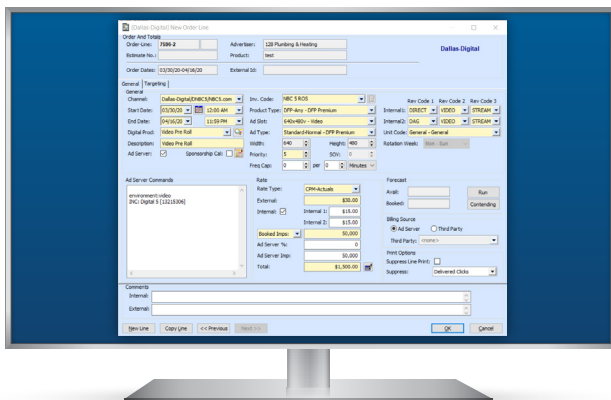 [Dallas-Digital] New Order Line
Order And Totals
Order-Line: 7500-2 Advertiser: 128 Plumbing & Heating
Estimate No.: Product: test
Dallas-Digital
Order Dates: 03/30/20-04/16/20 External Id:
General Targeting
General
Channel: Dallas-Digital/DNBC5/NBC5.com Inv. Code: NBC 5 ROS Rev Code 1 Rev Code 2 Rev Code 3
Start Date: 03/30/20 12:00 AM Product Type: DFP-Any - DFP Premium Internal1: DIRECT VIDEO STREAM
End Date: 04/16/20 11:59 PM Ad Slot: 640x480v - Video Internal2: DAG VIDEO STREAM
Digital Prod: Video Pre Roll Ad Type: Standard-Normal - DFP Premium Unit Code: General - General
Description: Video Pre Roll Width: 640 Height: 480 Rotation Week: Mon - Sun
Ad Server: Sponsorship Cal: Priority: 5 SOV: 0
Freq Cap: 0 per 0 Minutes
Ad Server Commands Rate Forecast
environment:video
INC: Digital 5 [13215306]
Rate Type: CPM-Actuals Avail: Run
External: $30.00 Booked: Contending
Internal: Internal 1: $15.00
Internal 2: $15.00
Billing Source
Ad Server Third Party
Booked Imps: 50,000
Third Party: <none>
Ad Server %: 0
Print Options
Ad Server Imp: 50,000 Suppress Line Print:
Total: $1,500.00 Suppress: Delivered Clicks
Comments
Internal:
External:
New Line Copy Line << Previous Next >> OK Cancel